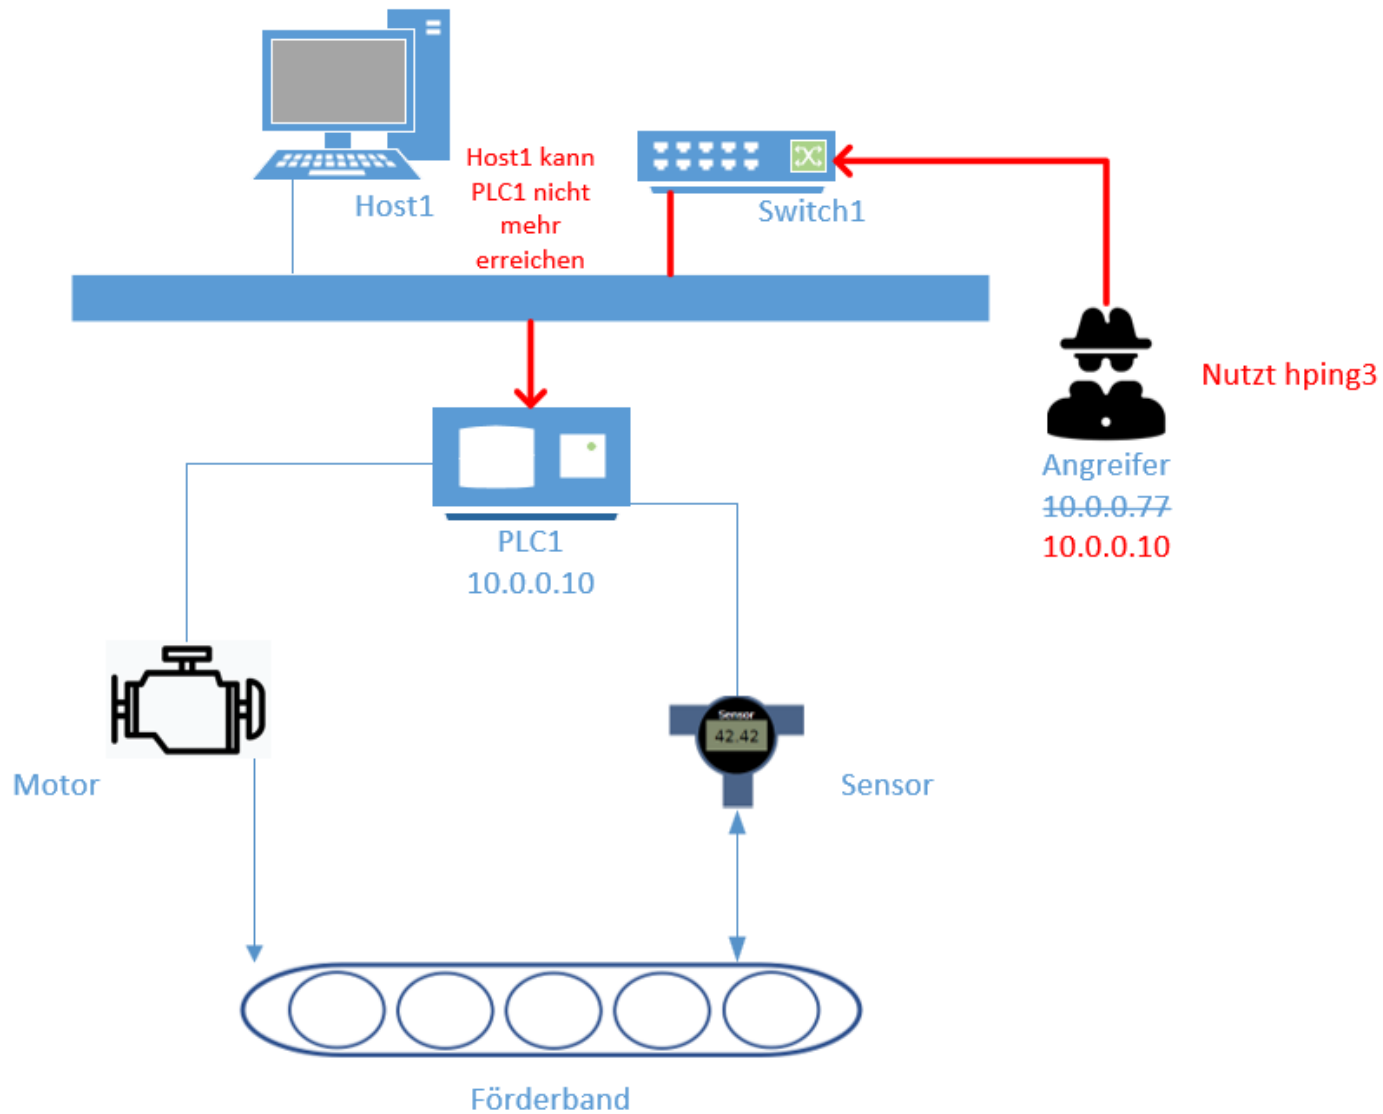 Host1 kann
PLC1 nicht
mehr
erreichen
Host1
Switch1
Nutzt hping3
Angreifer
10.0.0.77
10.0.0.10
PLC1
10.0.0.10
Sensor
42.42
Motor
Sensor
Förderband